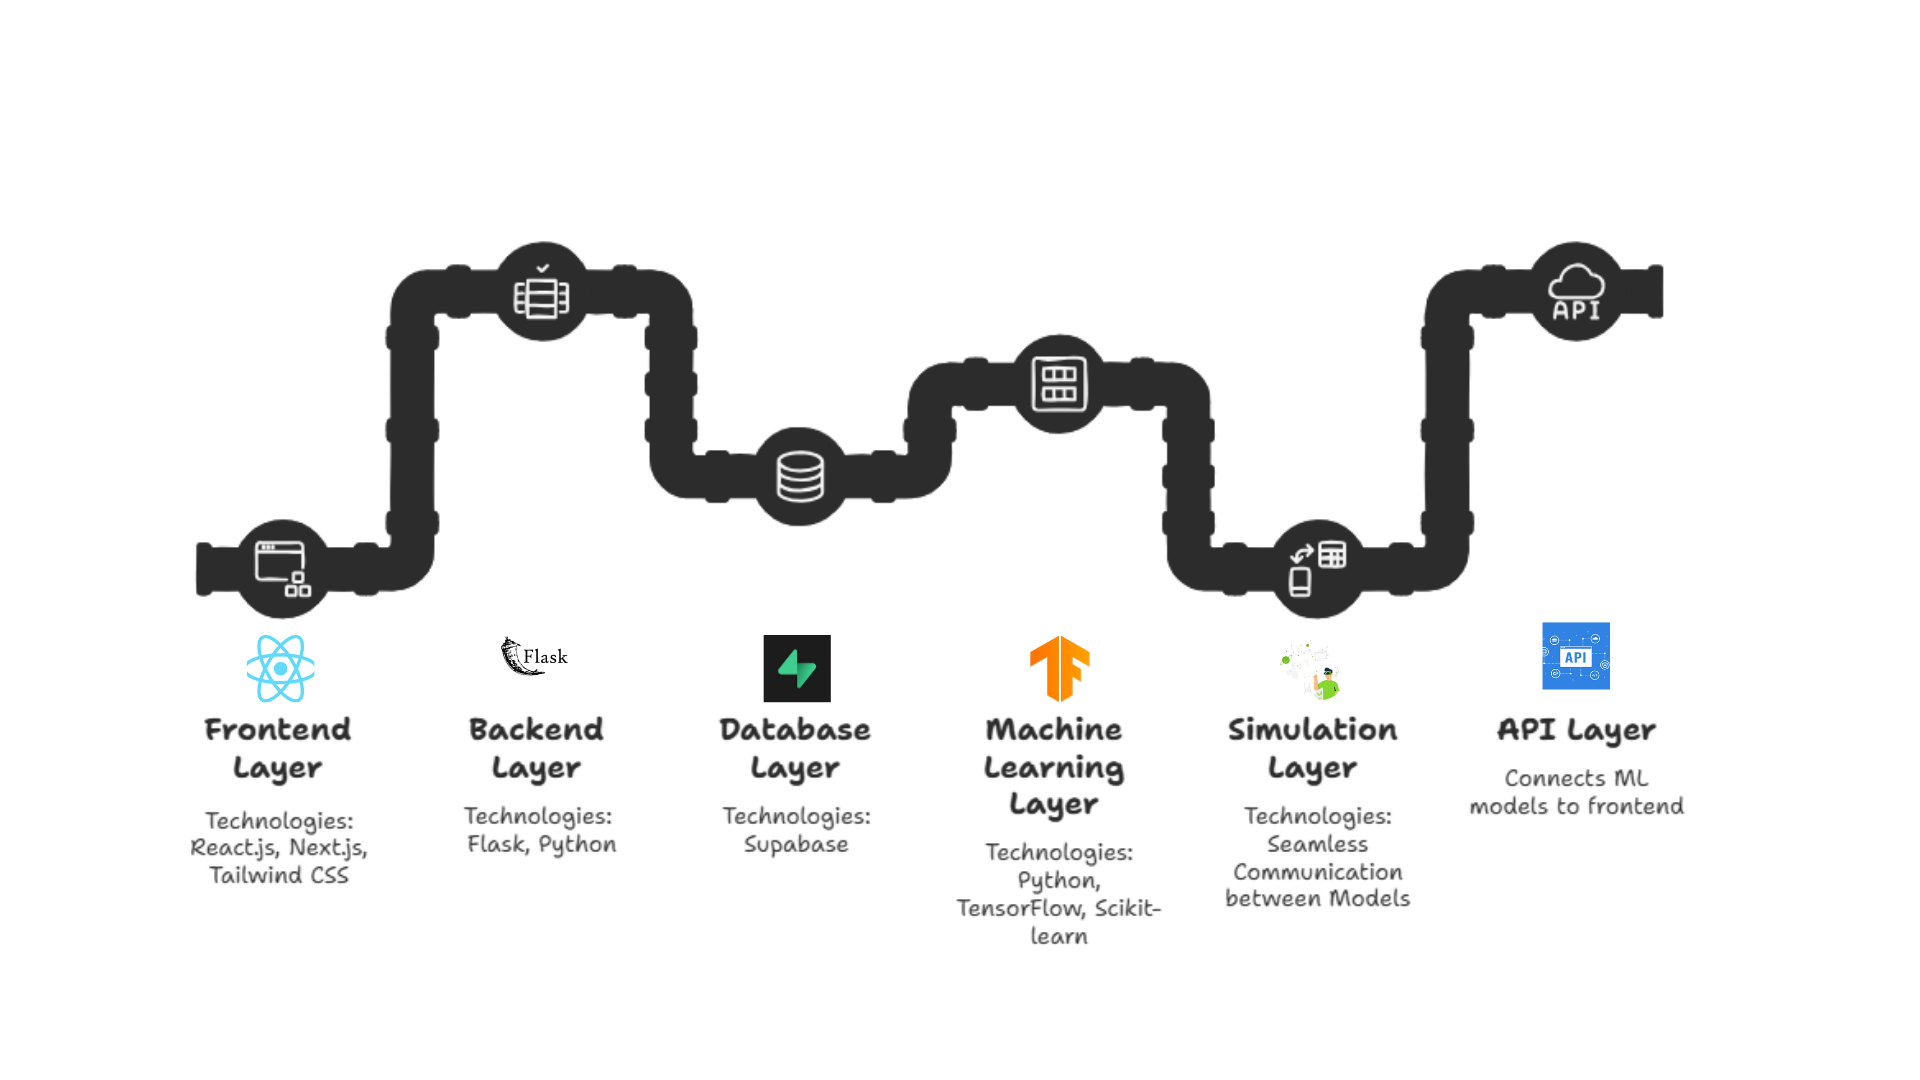 API
Flask
API
Frontend
Layer
Technologies:
React.js, Next.js,
Tailwind CSS
Backend
Layer
Technologies:
Flask, Python
Database
Layer
Technologies:
Supabase
Machine
Learning
Layer
Technologies:
Python,
TensorFlow, Scikit-
learn
Simulation
Layer
Technologies:
Seamless
Communication
between Models
API Layer
Connects ML
models to frontend